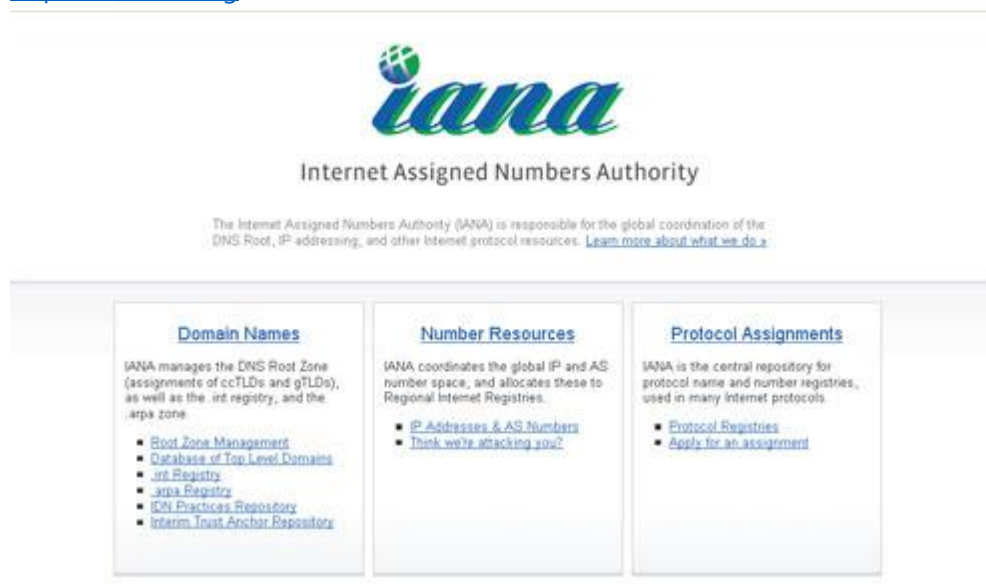 iana
Internet Assigned Numbers Authority
The Internet Assigned Numbers Authority (IANA) is responsible for the global coordination of the
DNS Root, IP addressing, and other Internet protocol resources. Learn more about what we do »
Domain Names
IANA manages the DNS Root Zone
(assignments of ccTLDs and gTLDs),
as well as the .int registry, and the
.arpa zone.
Root Zone Management
Database of Top Level Domains
.int Registry
.arpa Registry
IDN Practices Repository
Interim Trust Anchor Repository
Number Resources
IANA coordinates the global IP and AS
number space, and allocates these to
Regional Internet Registries.
IP Addresses & AS Numbers
Think we're attacking you?
Protocol Assignments
IANA is the central repository for
protocol name and number registries,
used in many Internet protocols.
Protocol Registries
Apply for an assignment